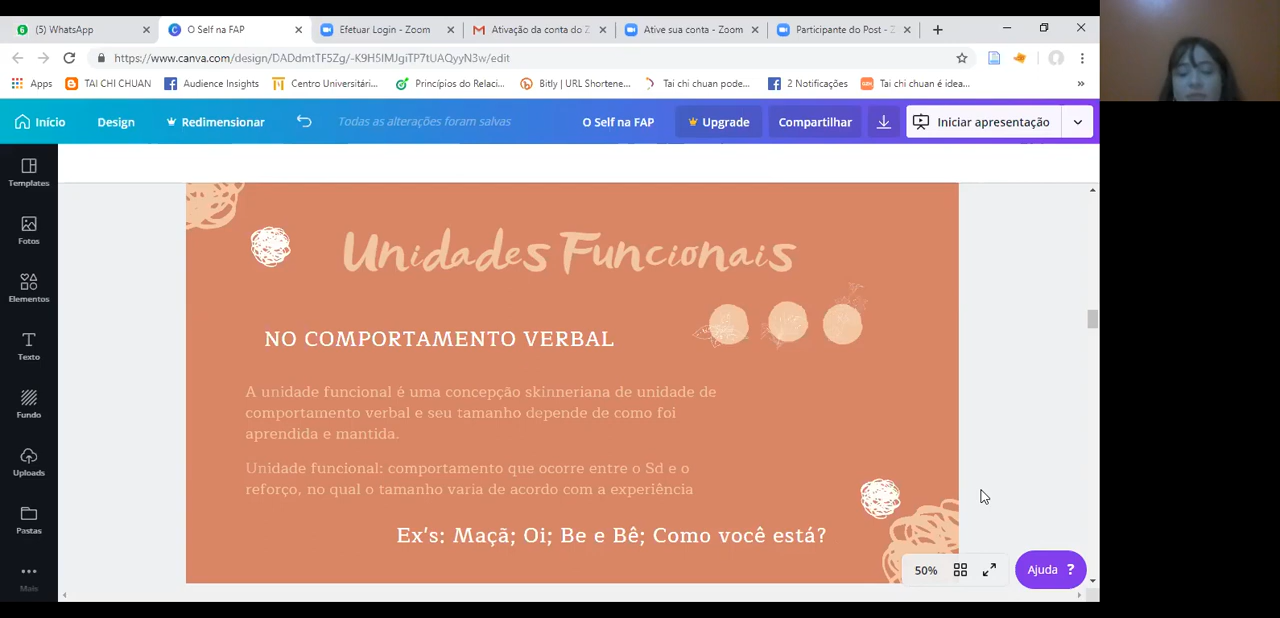 (5) WhatsApp
O Self na FAP
Efetuar Login - Zoom
Ativação da conta do Z
Ative sua conta - Zoom
Participante do Post - Z
https://www.canva.com/design/DADdmtTF5Zg/-K9H5IMJgiTP7tUAQyyN3w/edit
Apps
TAI CHI CHUAN
Audience Insights
Centro Universitári...
Princípios do Relaci...
Bitly | URL Shortene...
Tai chi chuan pode...
2 Notificações
Tai chi chuan é idea...
»
Início
Design
Redimensionar
Todas as alterações foram salvas
O Self na FAP
Upgrade
Compartilhar
Iniciar apresentação
Templates
Fotos
Elementos
Texto
Fundo
Uploads
Pastas
Mais
Unidades Funcionais
NO COMPORTAMENTO VERBAL
A unidade funcional é uma concepção skinneriana de unidade de
comportamento verbal e seu tamanho depende de como foi
aprendida e mantida.
Unidade funcional: comportamento que ocorre entre o Sd e o
reforço, no qual o tamanho varia de acordo com a experiência
Ex's: Maçã; Oi; Be e Bê; Como você está?
50%
Ajuda ?